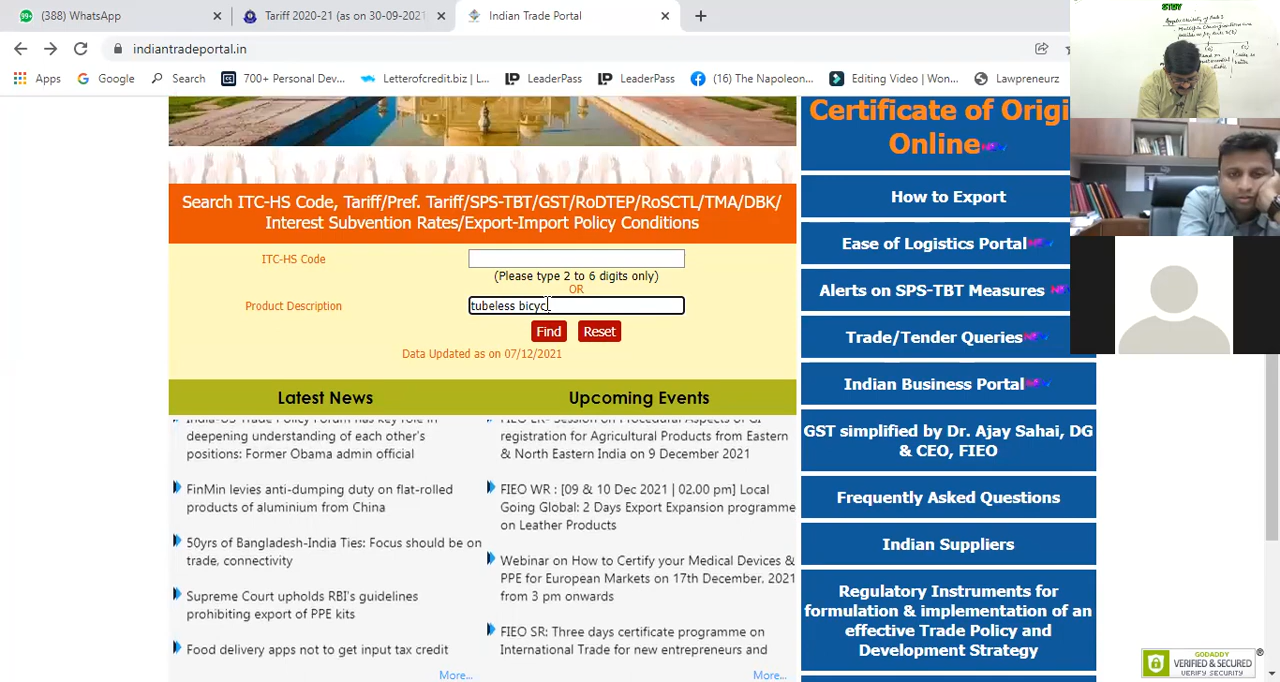 99+
(388) WhatsApp
Tariff 2020-21 (as on 30-09-2021
Indian Trade Portal
indiantradeportal.in
Apps
Google
Search
700+ Personal Dev...
Letterofcredit.biz | L...
LeaderPass
LeaderPass
(16) The Napoleon...
Editing Video | Won...
Lawpreneurz
Certificate of Origi
Online
Search ITC-HS Code, Tariff/Pref. Tariff/SPS-TBT/GST/RoDTEP/RoSCTL/TMA/DBK/
Interest Subvention Rates/Export-Import Policy Conditions
ITC-HS Code
(Please type 2 to 6 digits only)
OR
Product Description
tubeless bicycl
Find
Reset
Data Updated as on 07/12/2021
Latest News
India-US Trade Policy Forum has key role in
deepening understanding of each other's
positions: Former Obama admin official
FinMin levies anti-dumping duty on flat-rolled
products of aluminium from China
50yrs of Bangladesh-India Ties: Focus should be on
trade, connectivity
Supreme Court upholds RBI's guidelines
prohibiting export of PPE kits
Food delivery apps not to get input tax credit
More...
Upcoming Events
FIEO ER- Session on Procedural Aspects of GI
registration for Agricultural Products from Eastern
& North Eastern India on 9 December 2021
FIEO WR : [09 & 10 Dec 2021 | 02.00 pm] Local
Going Global: 2 Days Export Expansion programme
on Leather Products
Webinar on How to Certify your Medical Devices &
PPE for European Markets on 17th December, 2021
from 3 pm onwards
FIEO SR: Three days certificate programme on
International Trade for new entrepreneurs and
More...
How to Export
Ease of Logistics Portal
Alerts on SPS-TBT Measures
Trade/Tender Queries
Indian Business Portal
GST simplified by Dr. Ajay Sahai, DG
& CEO, FIEO
Frequently Asked Questions
Indian Suppliers
Regulatory Instruments for
formulation & implementation of an
effective Trade Policy and
Development Strategy
GODADDY
VERIFIED & SECURED
VERIFY SECURITY